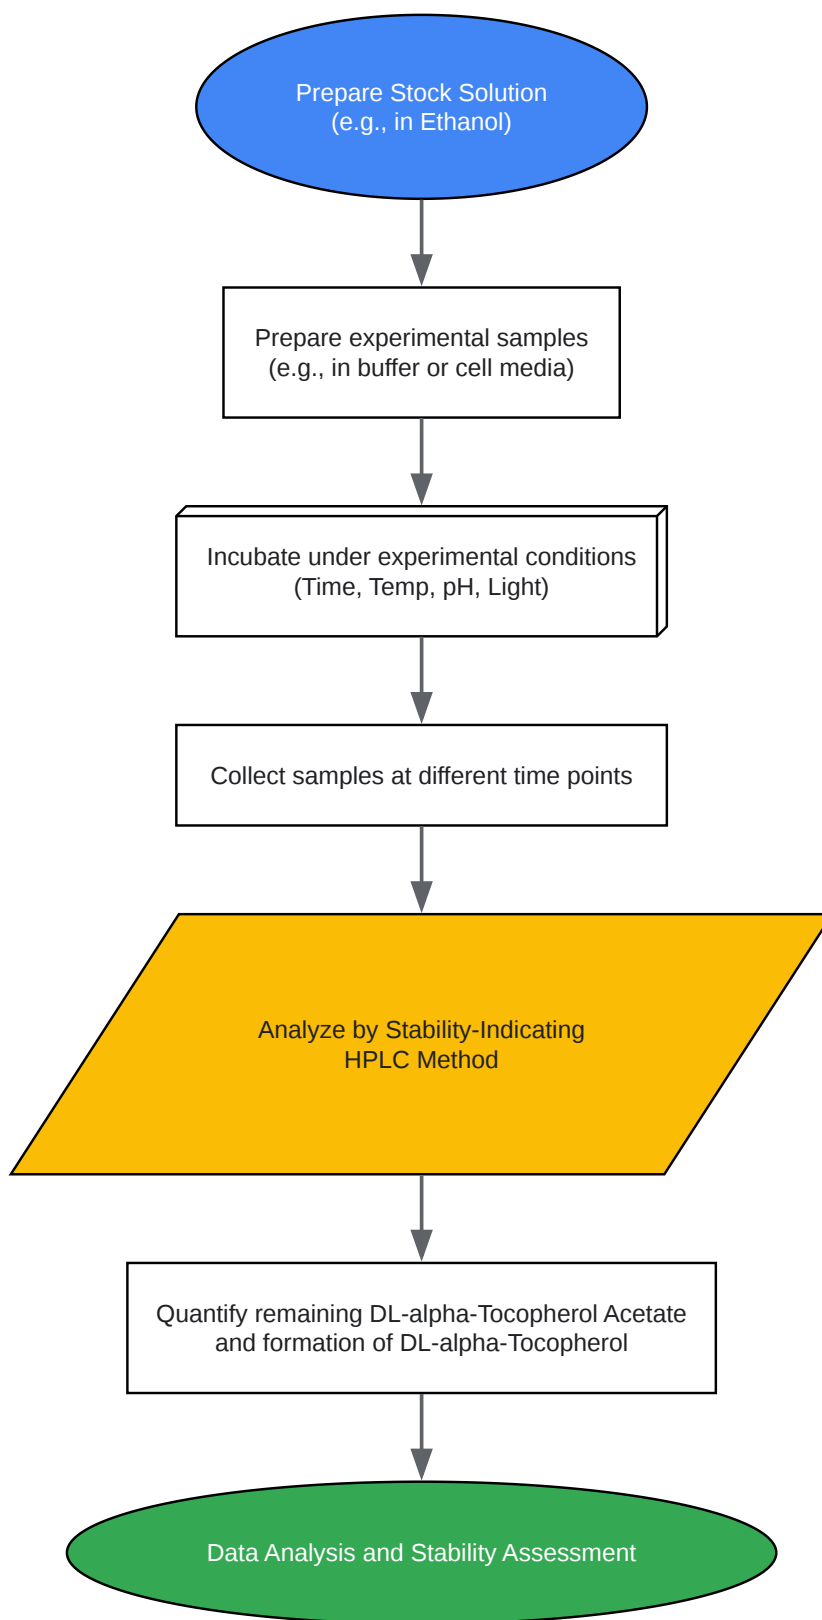 Prepare Stock Solution
(e.g., in Ethanol)
Prepare experimental samples
(e.g., in buffer or cell media)
Incubate under experimental conditions
(Time, Temp, pH, Light)
Collect samples at different time points
Analyze by Stability-Indicating
HPLC Method
Quantify remaining DL-alpha-Tocopherol Acetate
and formation of DL-alpha-Tocopherol
Data Analysis and Stability Assessment